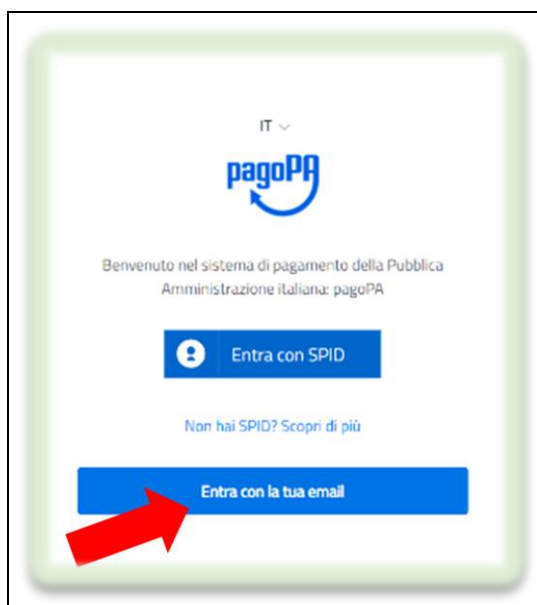 IT
pagoPA
Benvenuto nel sistema di pagamento della Pubblica
Amministrazione italiana: pagoPA
Entra con SPID
Non hai SPID? Scopri di più
Entra con la tua email